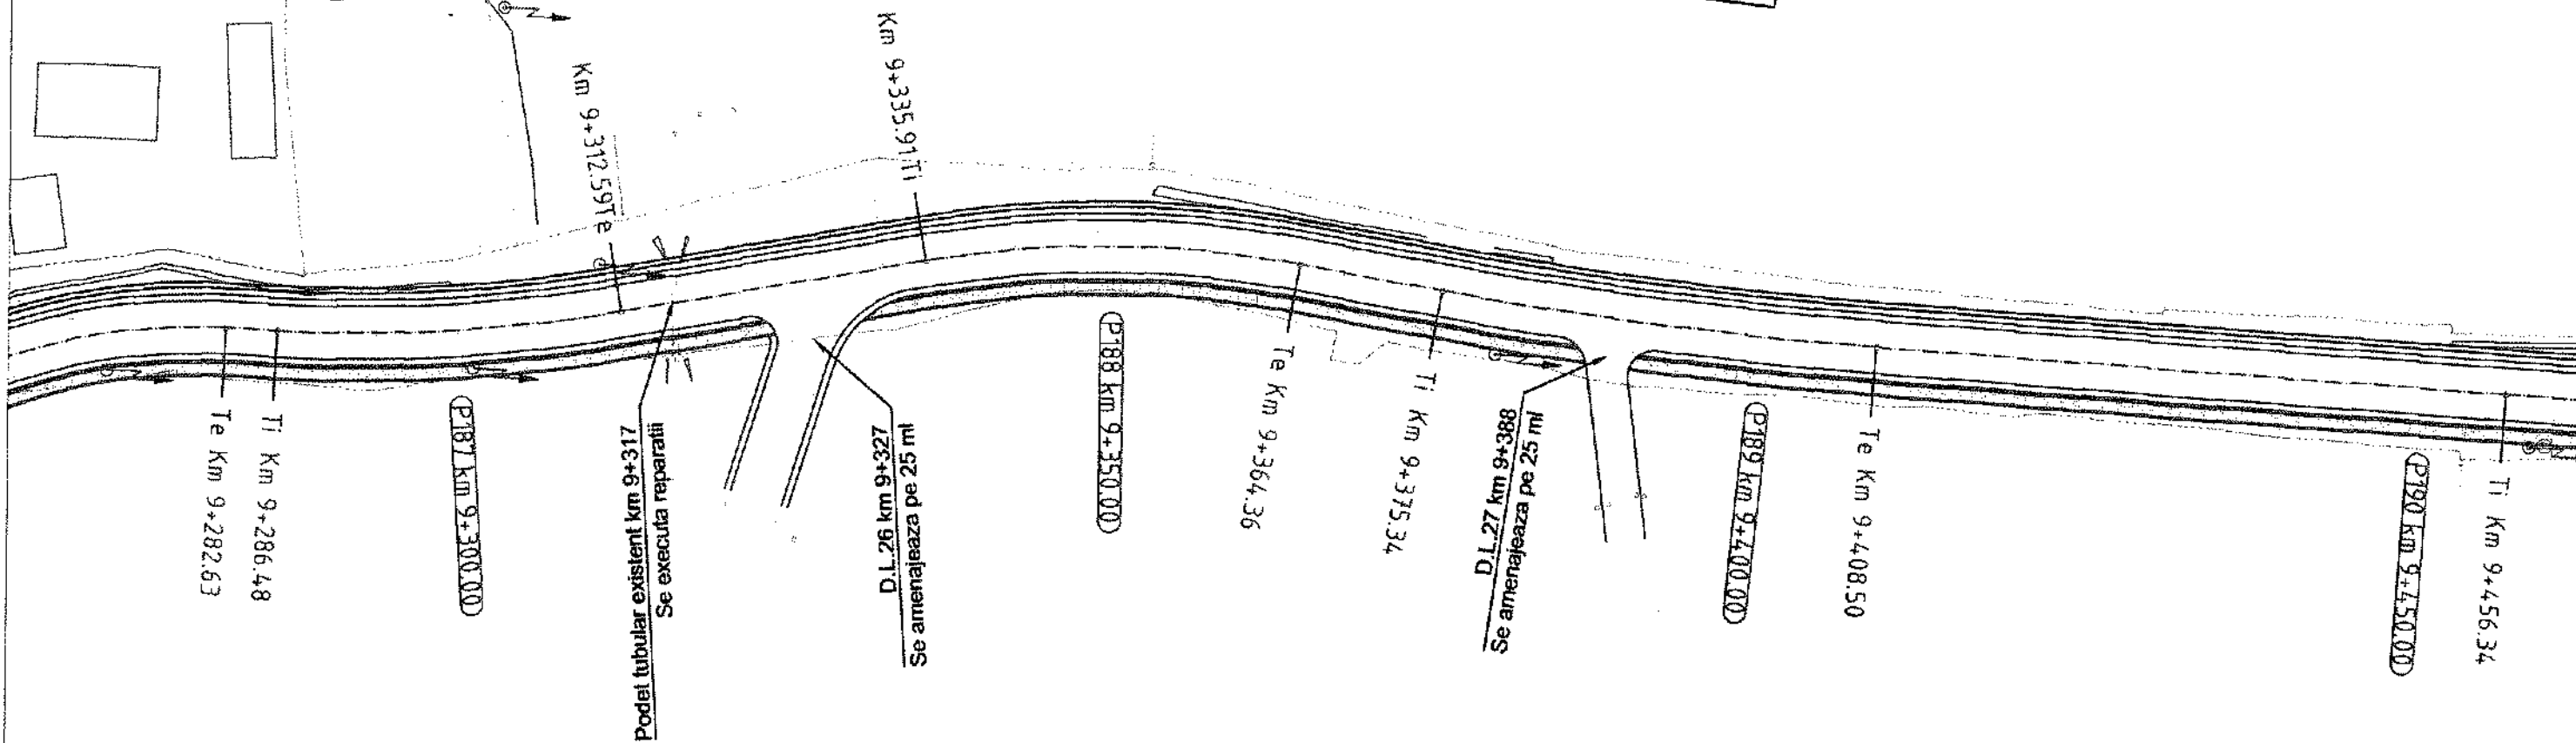 Km 9+312.59Te
Km 9+335.91Ti
Te Km 9+282.63
Ti Km 9+286.48
P187 km 9+300.00
Podet tubular existent km 9+317
Se executa reparatii
D.L.26 km 9+327
Se amenajeaza pe 25 ml
P188 km 9+350.00
Te Km 9+364.36
Ti Km 9+375.34
D.L.27 km 9+388
Se amenajeaza pe 25 ml
P189 km 9+400.00
Te Km 9+408.50
P190 km 9+450.00
Ti Km 9+456.34